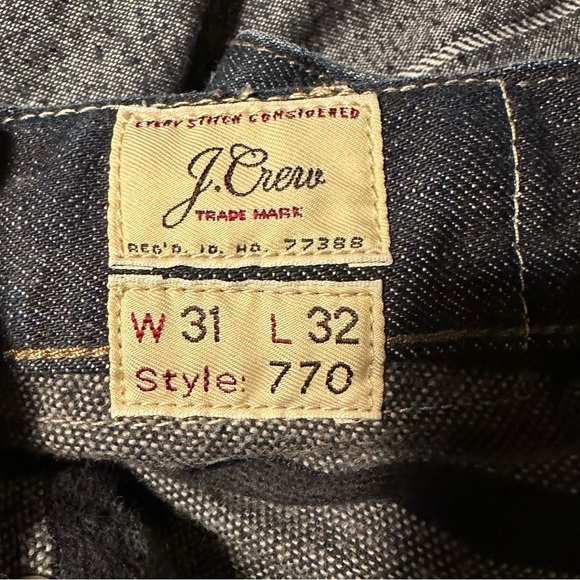 EVERY STITCH CONSIDERED
J.Crew
TRADE MARK
REG'D. ID. NO. 77388
W 31 L 32
Style: 770